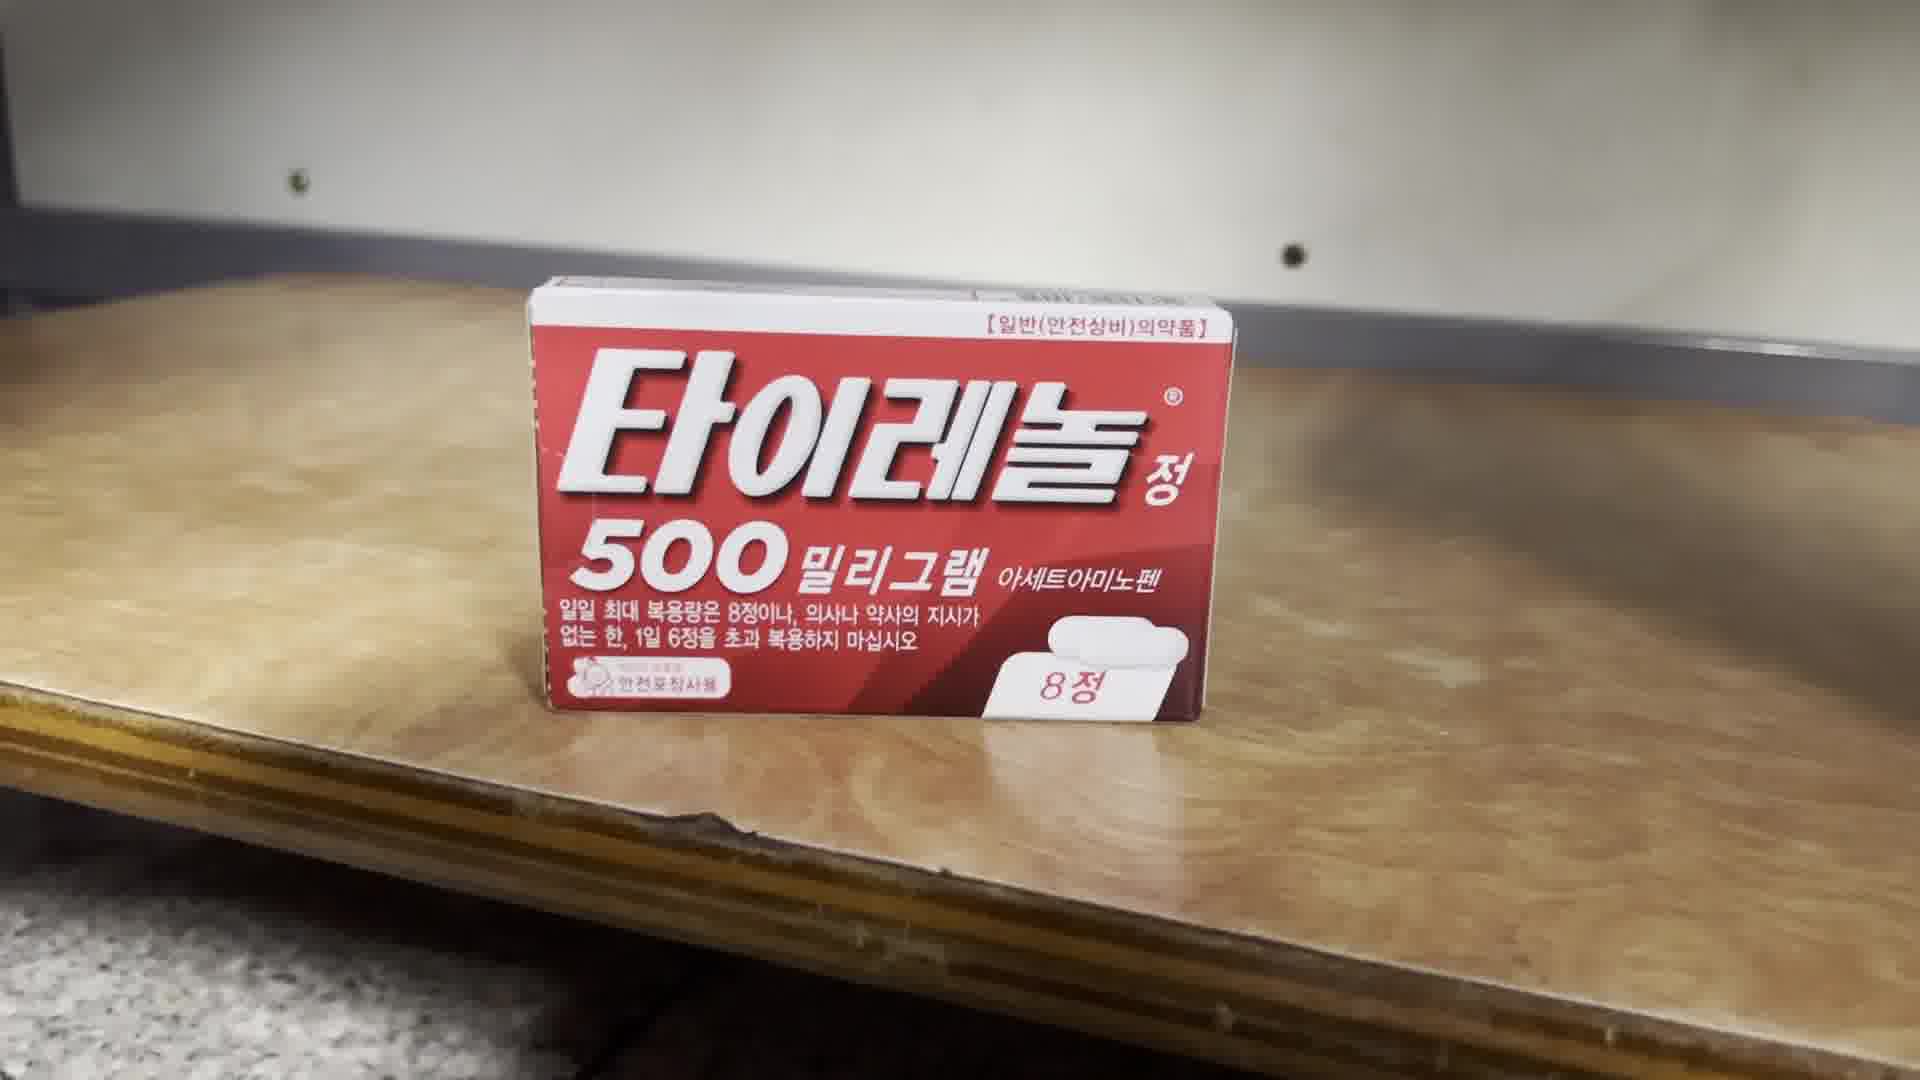 【일반(안전상비)의약품】
타이레놀® 정
500 밀리그램 아세트아미노펜
일일 최대 복용량은 8정이나, 의사나 약사의 지시가
없는 한, 1일 6정을 초과 복용하지 마십시오
안전포장사용
8정